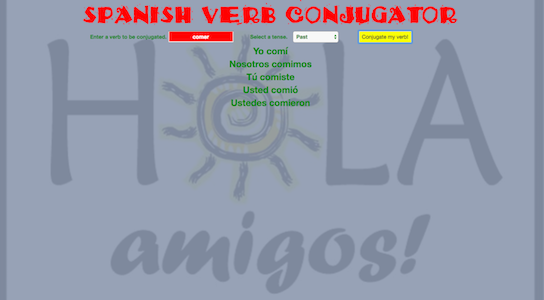 SPANISH VERB CONJUGATOR
Enter a verb to be conjugated. comer Select a tense. Past Conjugate my verb!
Yo comí
Nosotros comimos
Tú comiste
Usted comió
Ustedes comieron
HOLA
amigos!